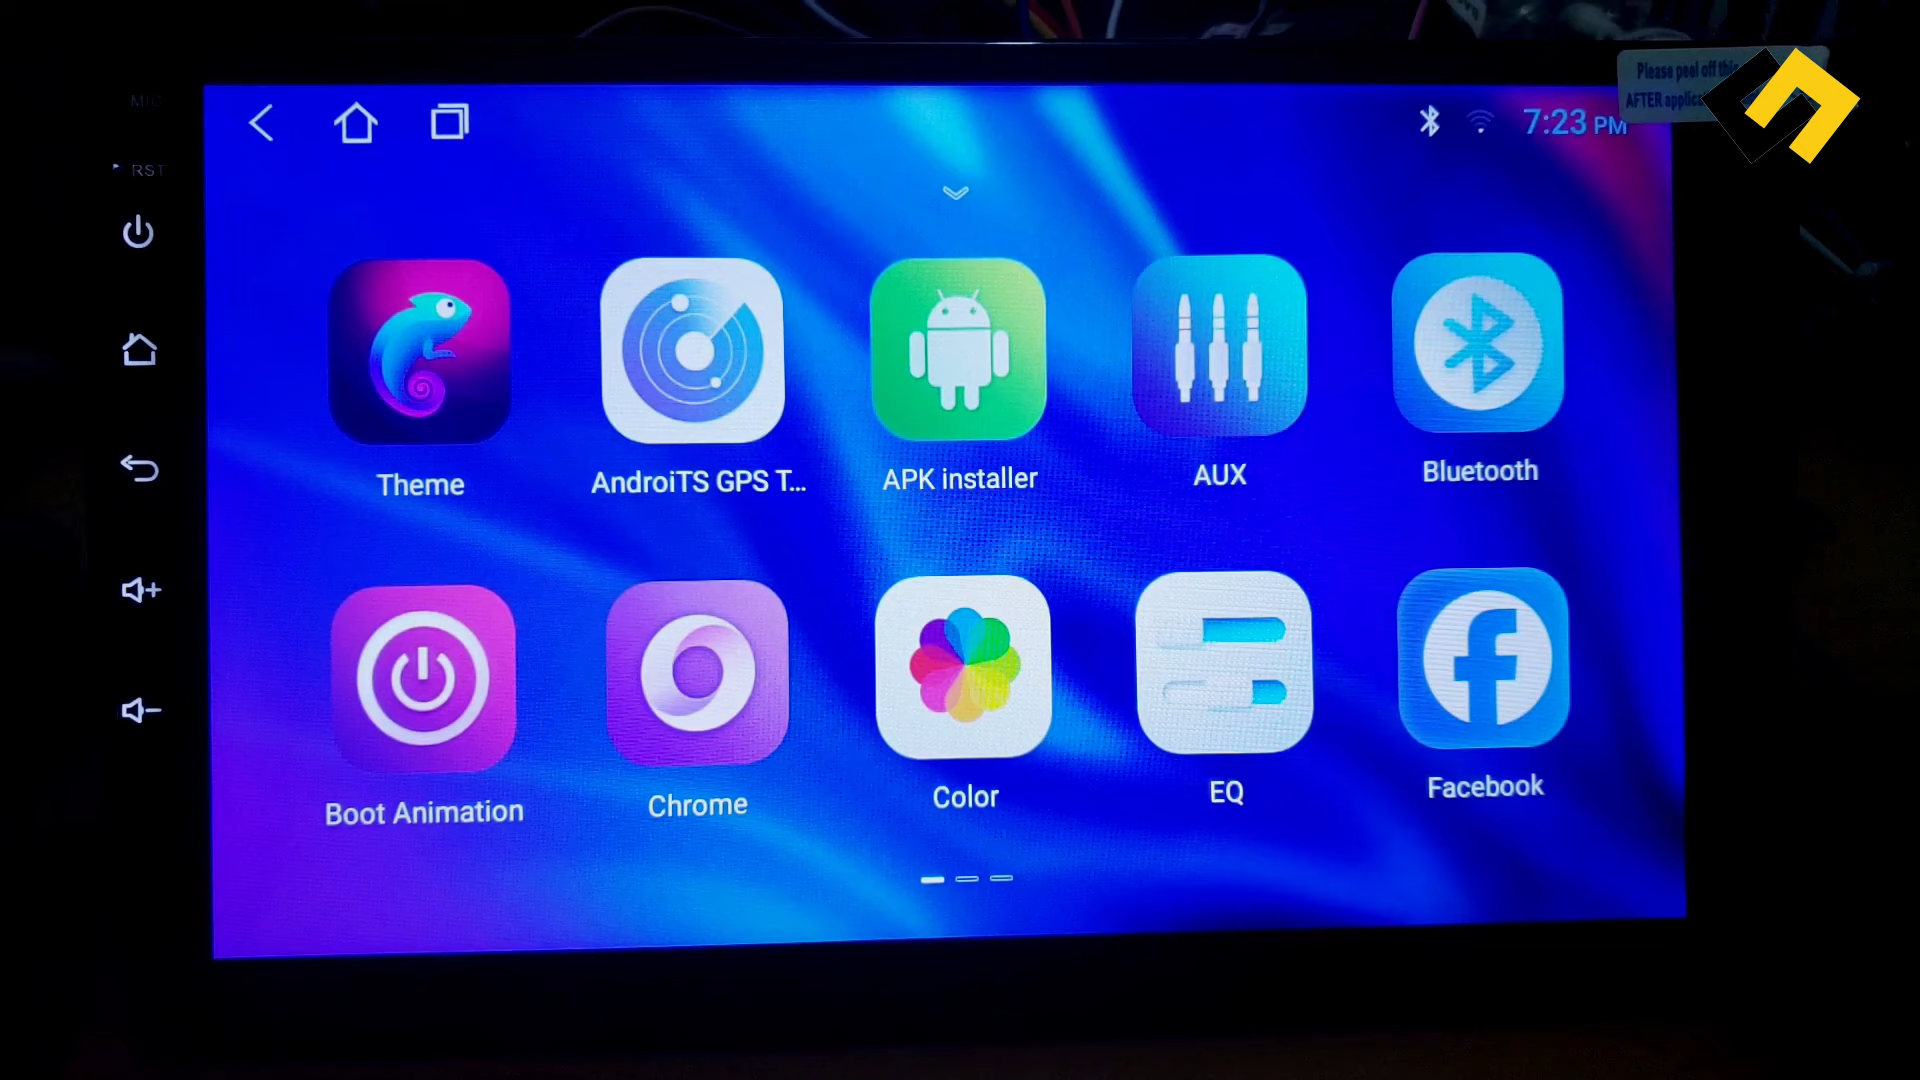 MIC
Please peel off this
AFTER
RST
7:23 PM
Theme
AndroiTS GPS T...
APK installer
AUX
Bluetooth
Boot Animation
Chrome
Color
EQ
Facebook